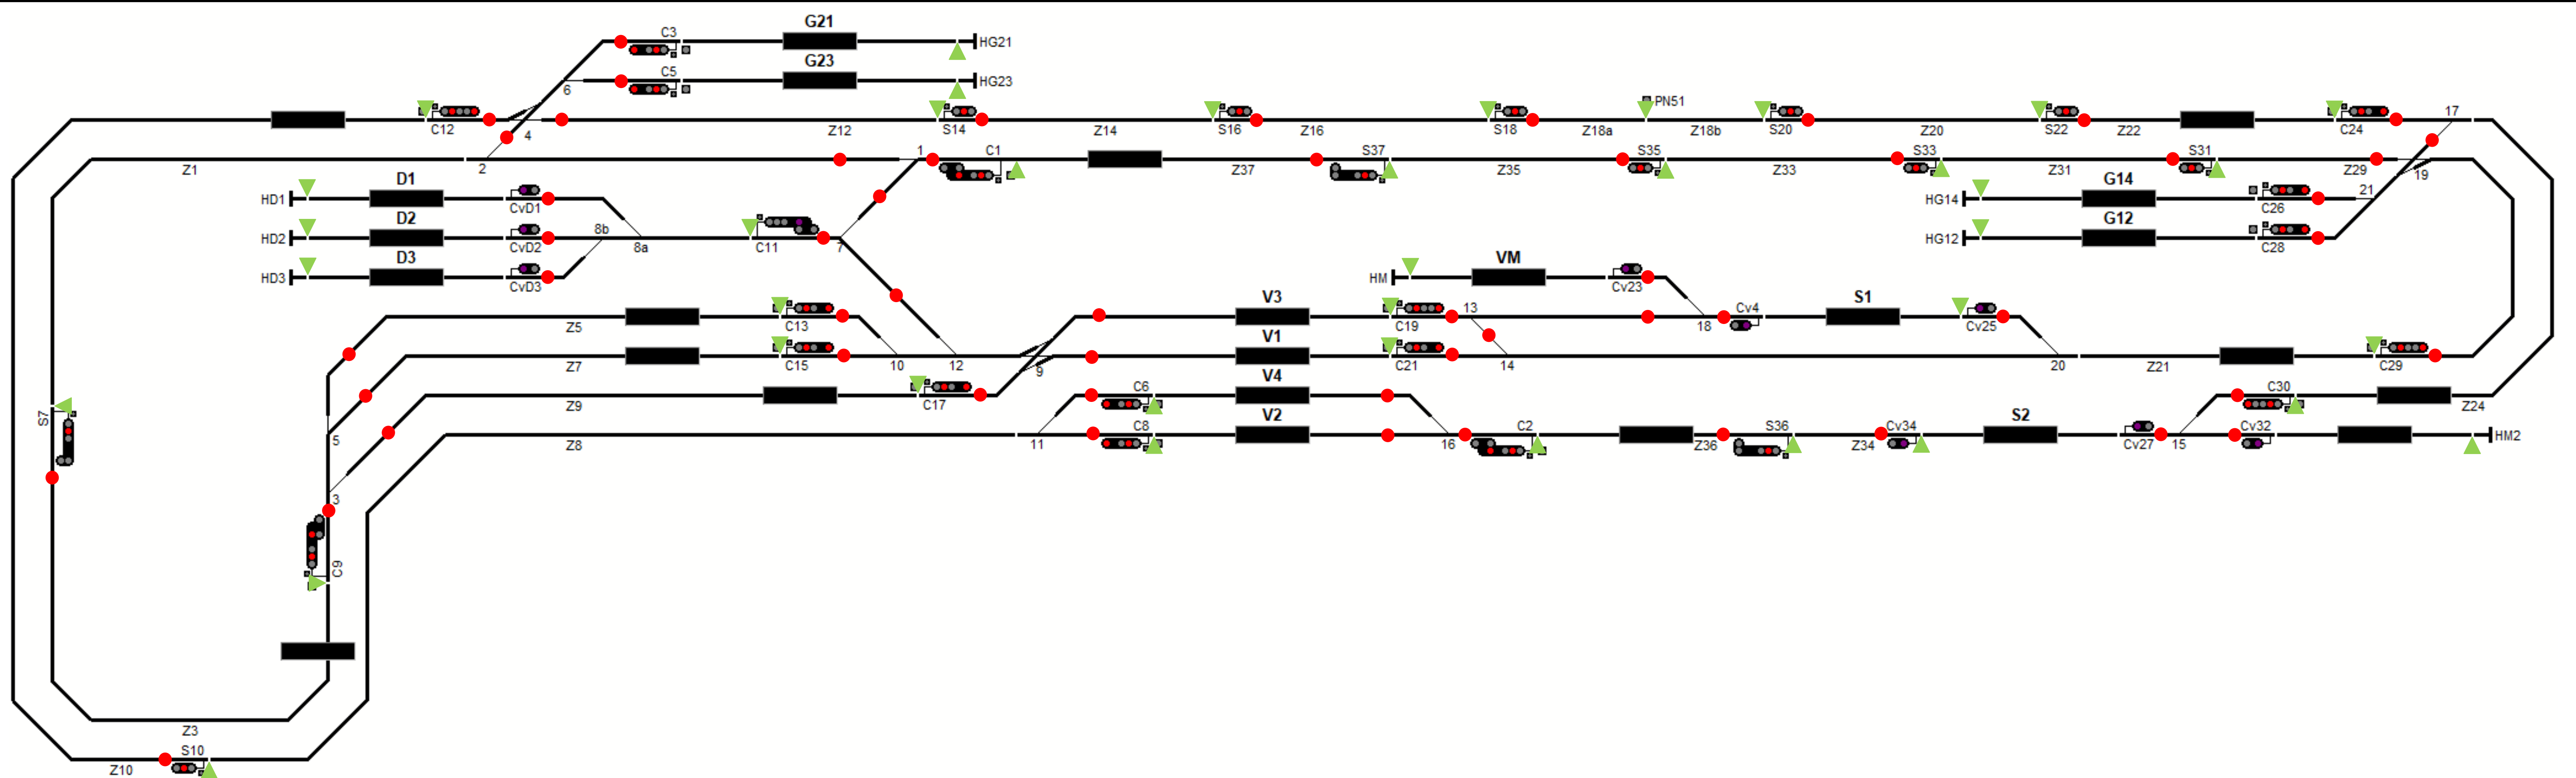 G21
C3
HG21
G23
C5
HG23
6
PN51
17
C12
4
Z12
S14
Z14
S16
Z16
S18
Z18a
Z18b
S20
Z20
S22
Z22
C24
1
C1
S37
S35
S33
S31
Z1
2
Z37
Z35
Z33
Z31
Z29
19
D1
HD1
CvD1
G14
HG14
C26
21
D2
HD2
CvD2
8b
8a
C11
7
G12
HG12
C28
D3
HD3
CvD3
VM
HM
Cv23
V3
13
Cv4
S1
Z5
C13
C19
18
Cv25
V1
Z7
C15
10
12
9
C21
14
20
Z21
C29
V4
C6
C30
Z9
C17
Z24
S7
V2
C8
C2
S36
Cv34
S2
Cv32
5
Z8
11
16
Z36
Z34
Cv27
15
HM2
3
C9
Z3
S10
Z10